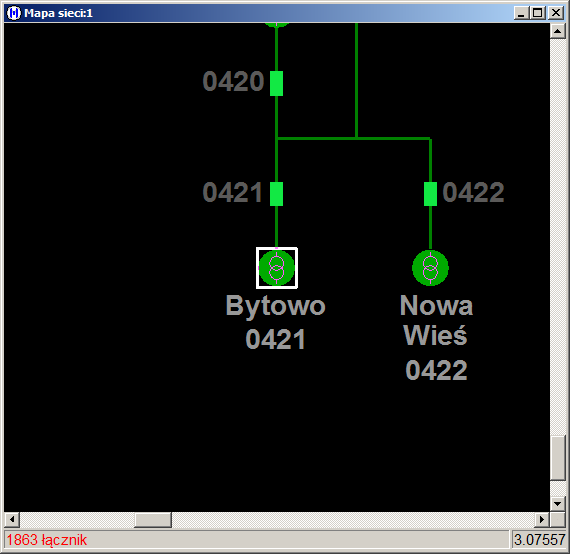 Mapa sieci:1
0420
0421
0422
Bytowo
0421
Nowa
Wieś
0422
1863 łącznik
3.07557